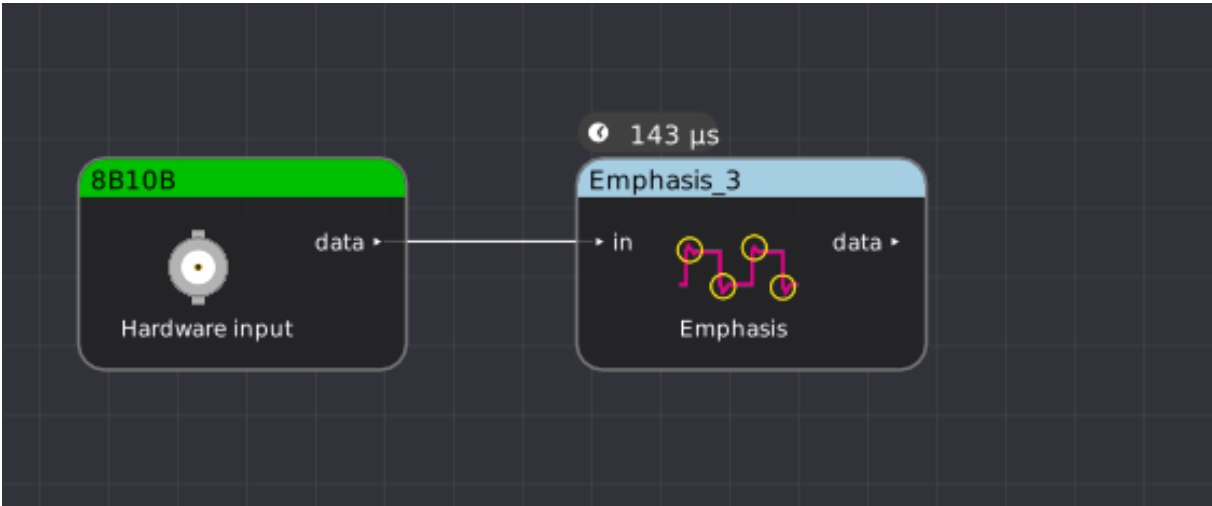 143 µs
8B10B
Emphasis_3
data
in
data
Hardware input
Emphasis